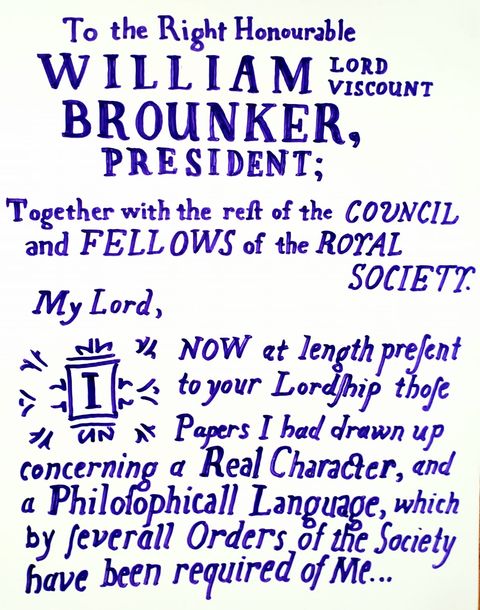 To the Right Honourable
WILLIAM LORD VISCOUNT
BROUNKER,
PRESIDENT;
Together with the reſt of the COUNCIL
and FELLOWS of the ROYAL
SOCIETY.
My Lord,
I NOW at length preſent
to your Lordſhip thoſe
Papers I had drawn up
concerning a Real Character, and
a Philoſophicall Language, which
by ſeverall Orders of the Society
have been required of Me...